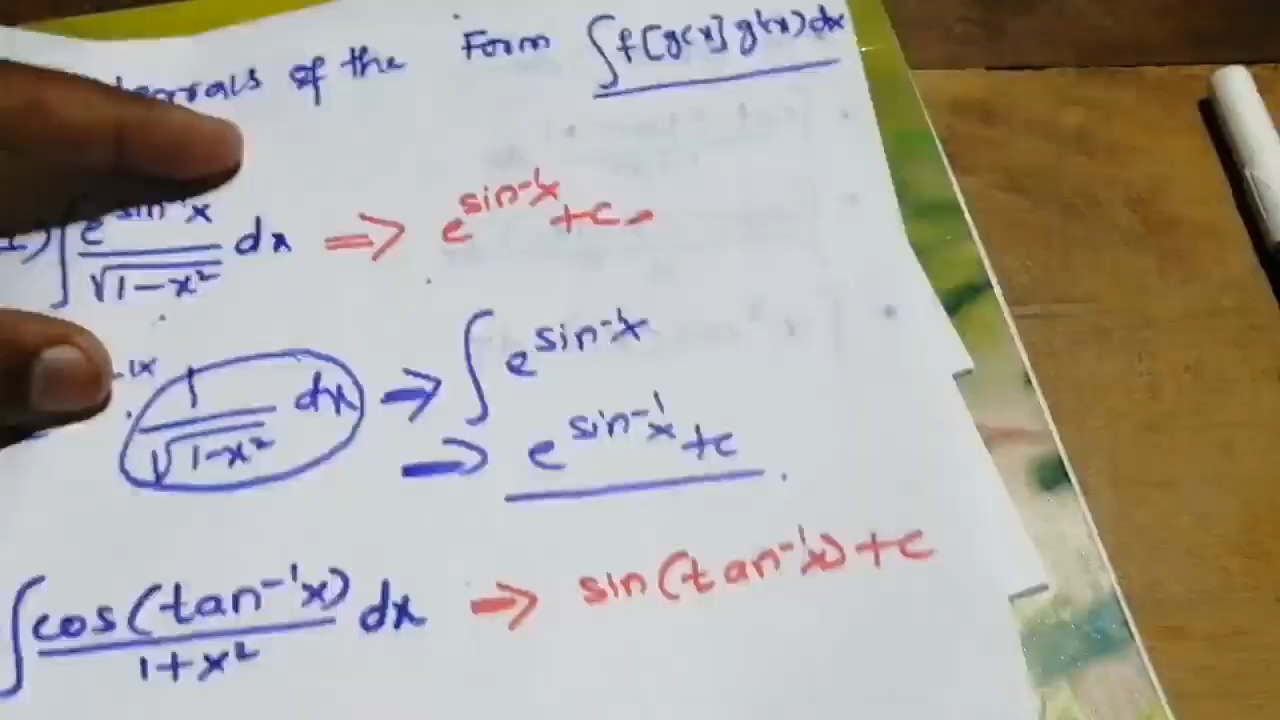 of the Form ∫f[g(x)] g'(x) dx
∫ e^sin⁻¹x / √1-x² dx ⇒ e^sin⁻¹x + c.
1 / √1-x² dx ⇒ ∫ e^sin⁻¹x
⇒ e^sin⁻¹x + c.
∫ cos(tan⁻¹x) / 1+x² dx ⇒ sin(tan⁻¹x) + c